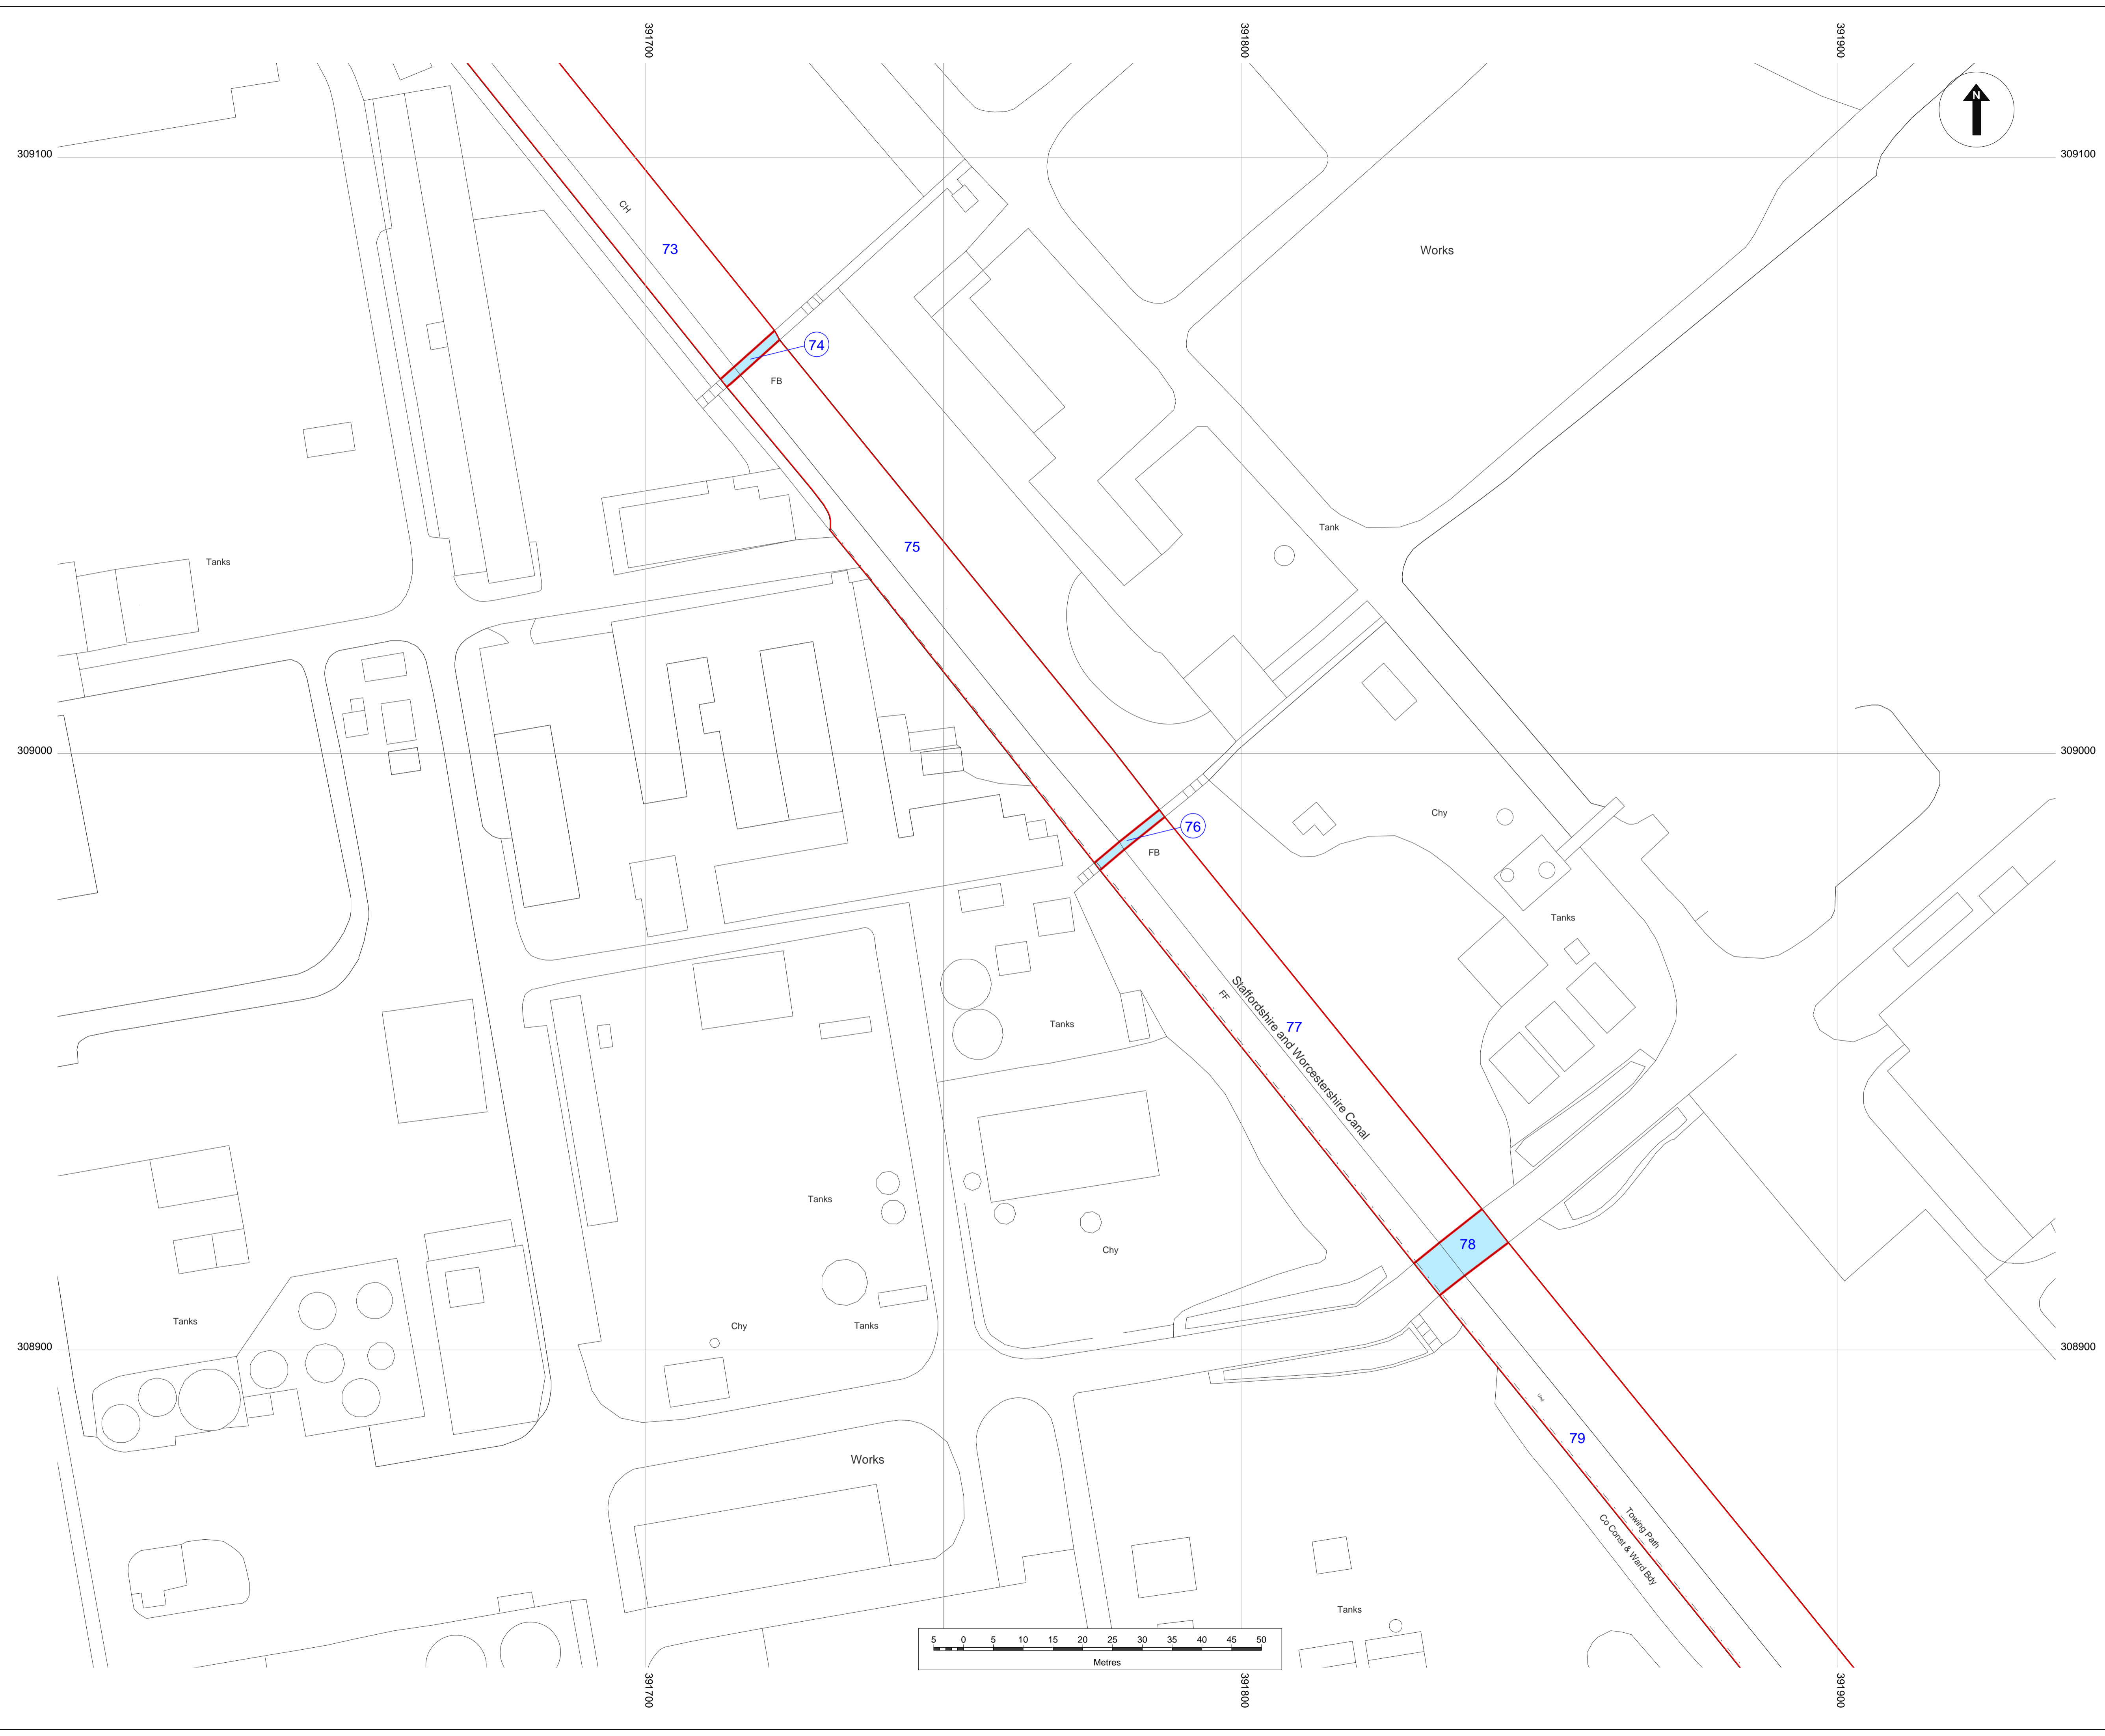 391700
391800
391900
N
309100
309100
CH
73
Works
74
FB
Tank
75
Tanks
309000
309000
Chy
76
FB
Tanks
FF
Staffordshire and Worcestershire Canal
77
Tanks
Tanks
78
Chy
Tanks
Chy
Tanks
308900
308900
Und
79
Works
Towing Path
Co Const & Ward Bdy
Tanks
5 0 5 10 15 20 25 30 35 40 45 50
Metres
391700
391800
391900